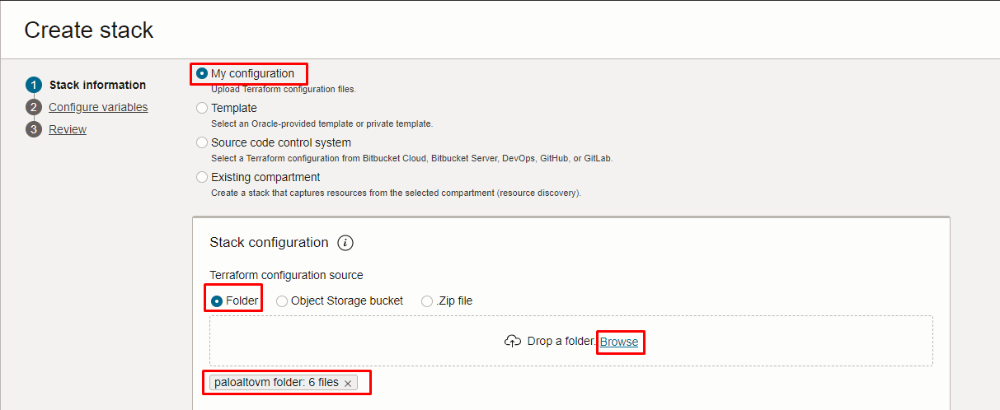 Create stack
1 Stack information
2 Configure variables
3 Review
My configuration
Upload Terraform configuration files.
Template
Select an Oracle-provided template or private template.
Source code control system
Select a Terraform configuration from Bitbucket Cloud, Bitbucket Server, DevOps, GitHub, or GitLab.
Existing compartment
Create a stack that captures resources from the selected compartment (resource discovery).
Stack configuration i
Terraform configuration source
Folder Object Storage bucket .Zip file
Drop a folder. Browse
paloaltovm folder: 6 files ×